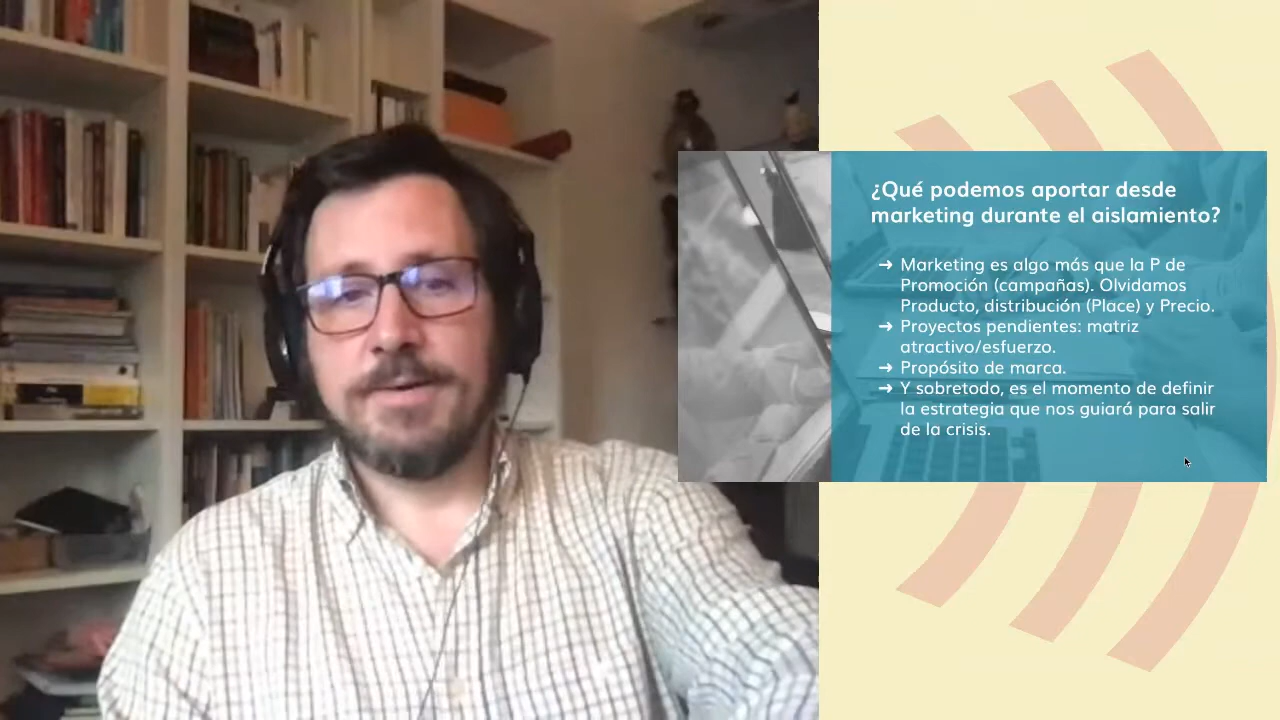 ¿Qué podemos aportar desde
marketing durante el aislamiento?
➜ Marketing es algo más que la P de
Promoción (campañas). Olvidamos
Producto, distribución (Place) y Precio.
➜ Proyectos pendientes: matriz
atractivo/esfuerzo.
➜ Propósito de marca.
➜ Y sobretodo, es el momento de definir
la estrategia que nos guiará para salir
de la crisis.